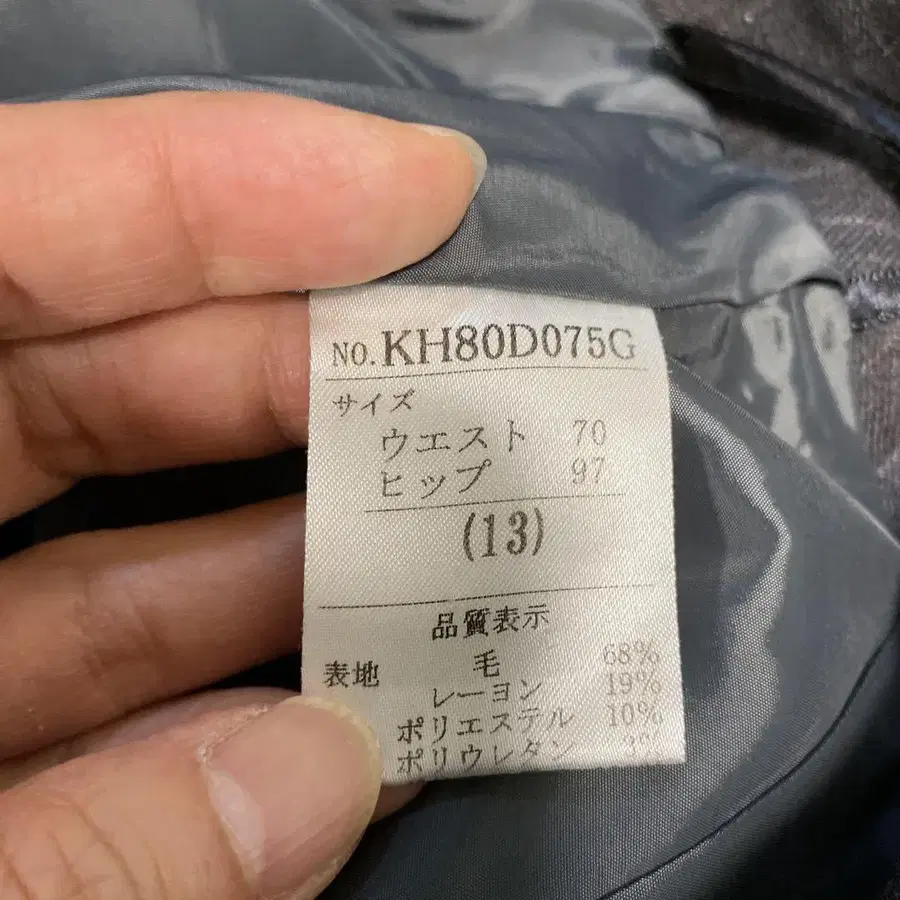 NO. KH80D075G
サイズ
ウエスト 70
ヒップ 97
(13)
品質表示
表地 毛 68%
レーヨン 19%
ポリエステル 10%
ポリウレタン 3%